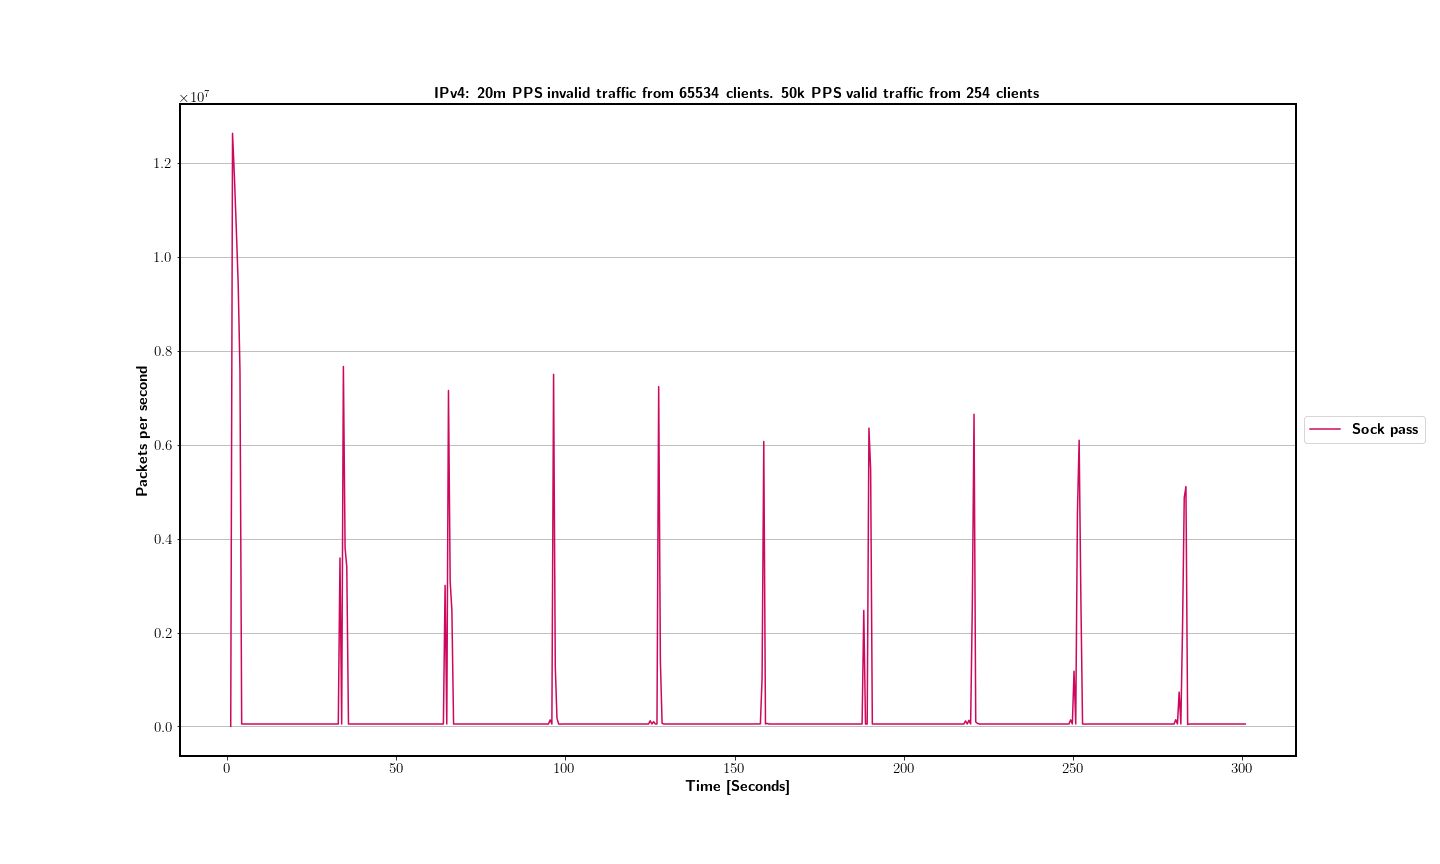 IPv4: 20m PPS invalid traffic from 65534 clients. 50k PPS valid traffic from 254 clients
×10⁷
1.2
1.0
0.8
0.6
0.4
0.2
0.0
Packets per second
0 50 100 150 200 250 300
Time [Seconds]
Sock pass